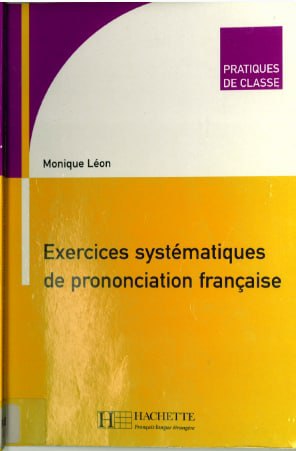 PRATIQUES
DE CLASSE
Monique Léon
Exercices systématiques
de prononciation française
H HACHETTE
Français langue étrangère